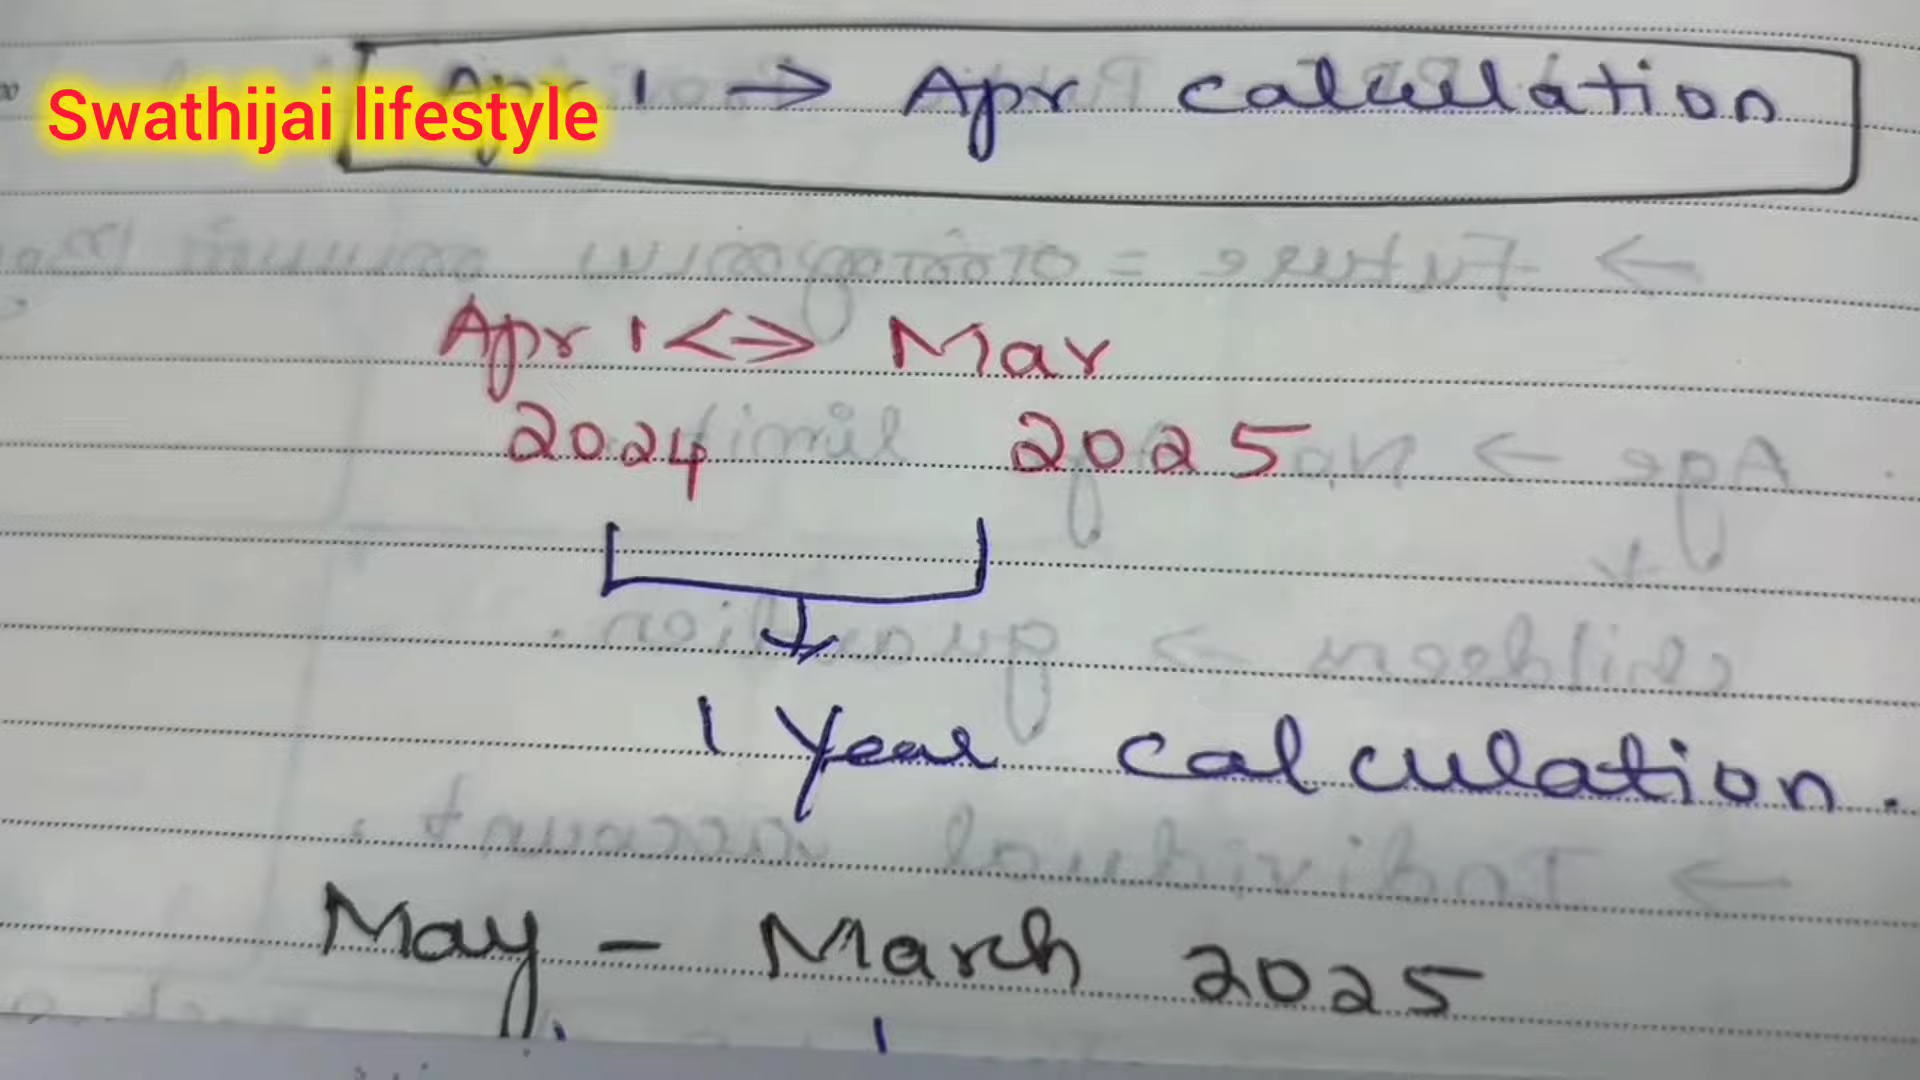 Swathijai lifestyle
Apr 1 → Apr calculation
Apr 1 <=> Mar
2024 2025
1 Year calculation.
May - March 2025